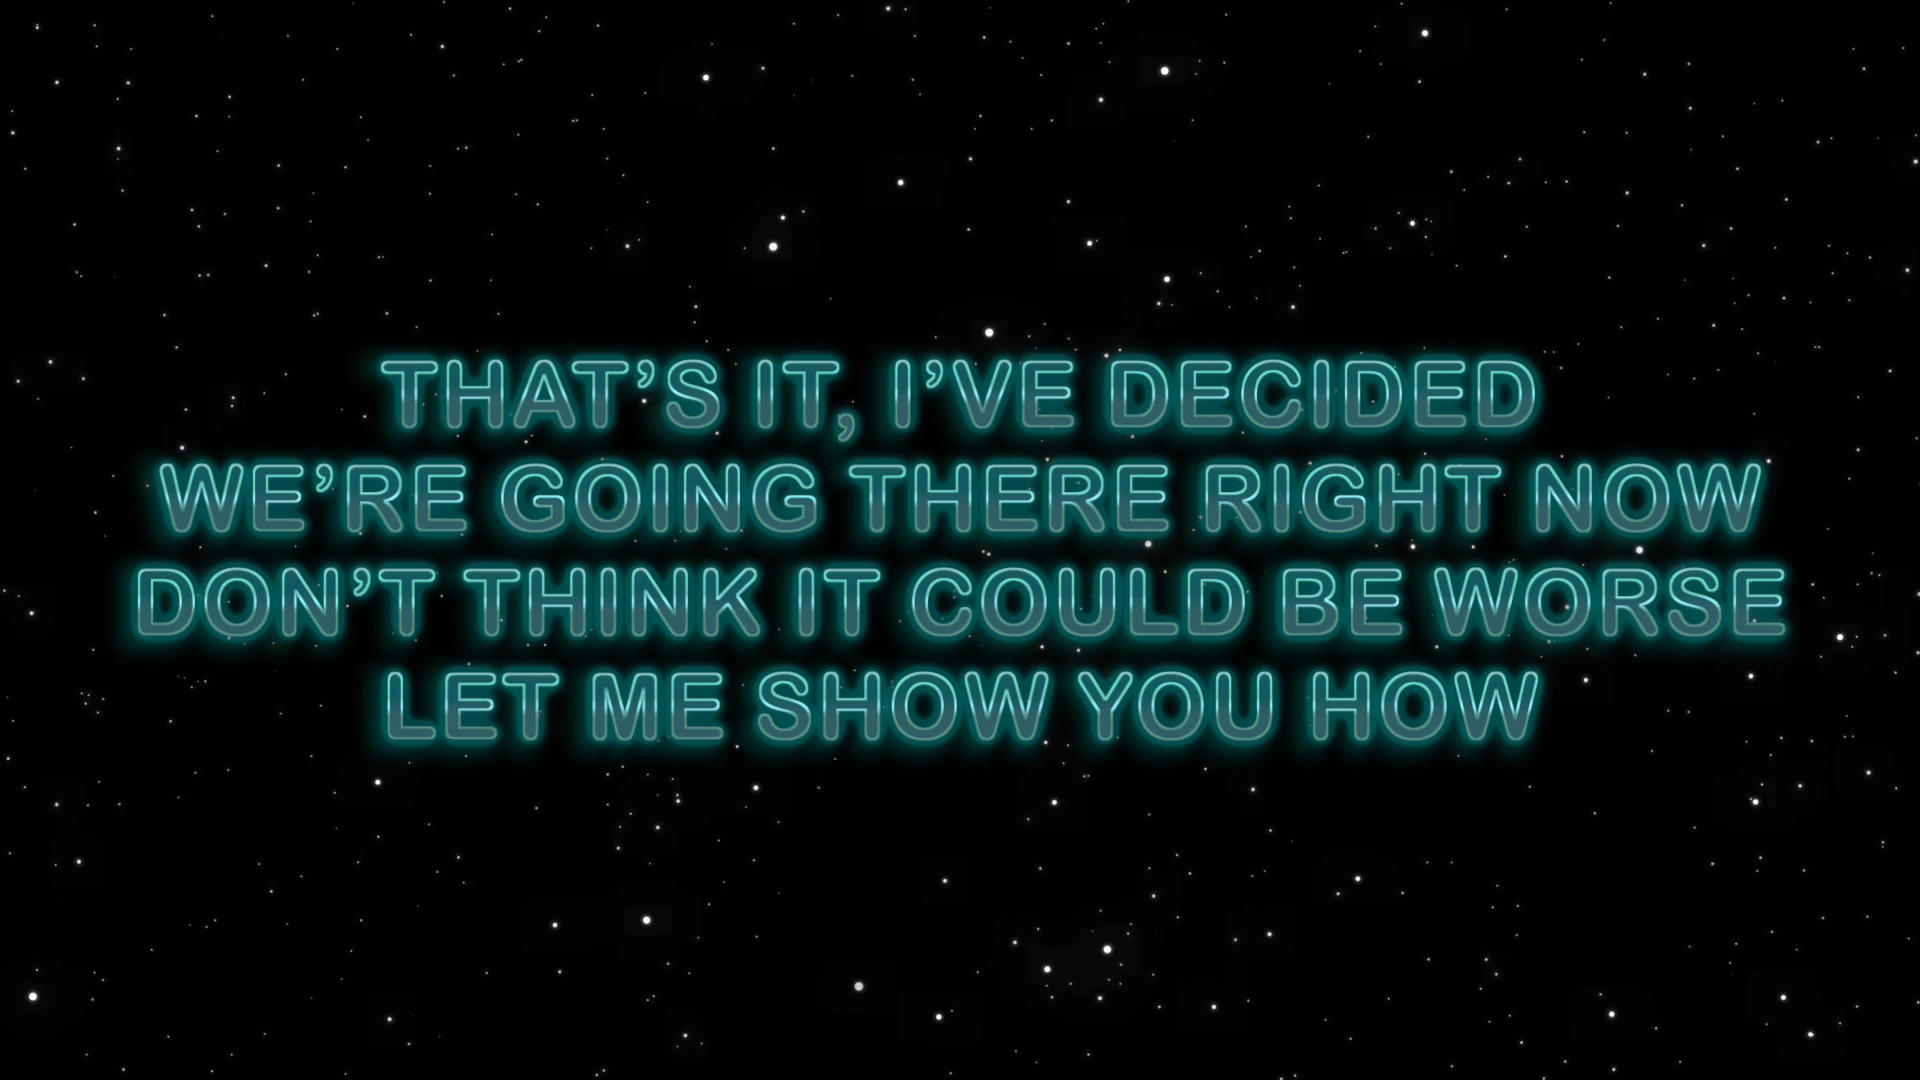 THAT’S IT, I’VE DECIDED
WE’RE GOING THERE RIGHT NOW
DON’T THINK IT COULD BE WORSE
LET ME SHOW YOU HOW